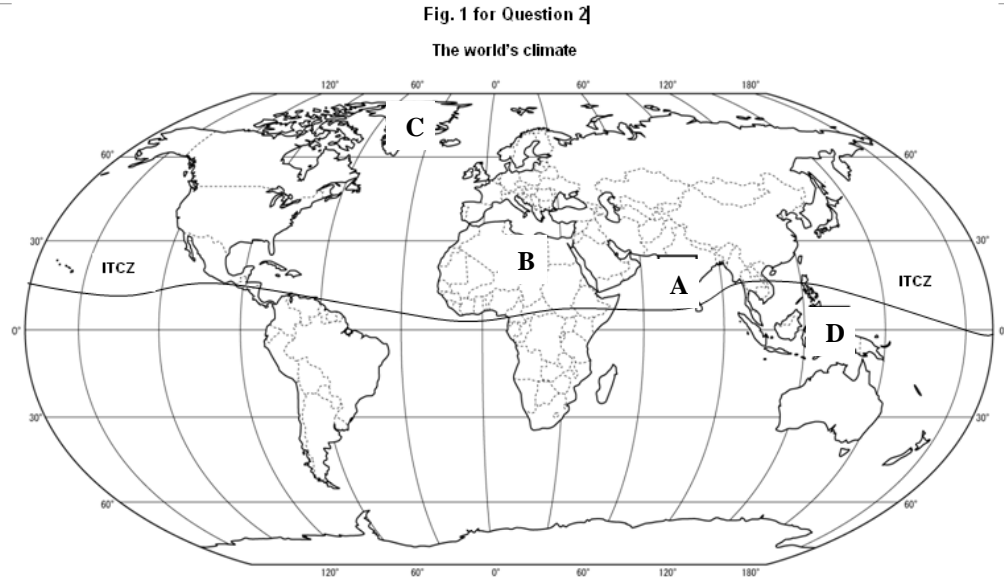 Fig. 1 for Question 2
The world's climate
120° 60° 0° 60° 120° 180°
C
60° 60°
30° 30°
ITCZ B A ITCZ
0° D 0
30° 30°
60° 60°
120° 60° 0° 60° 120° 180°